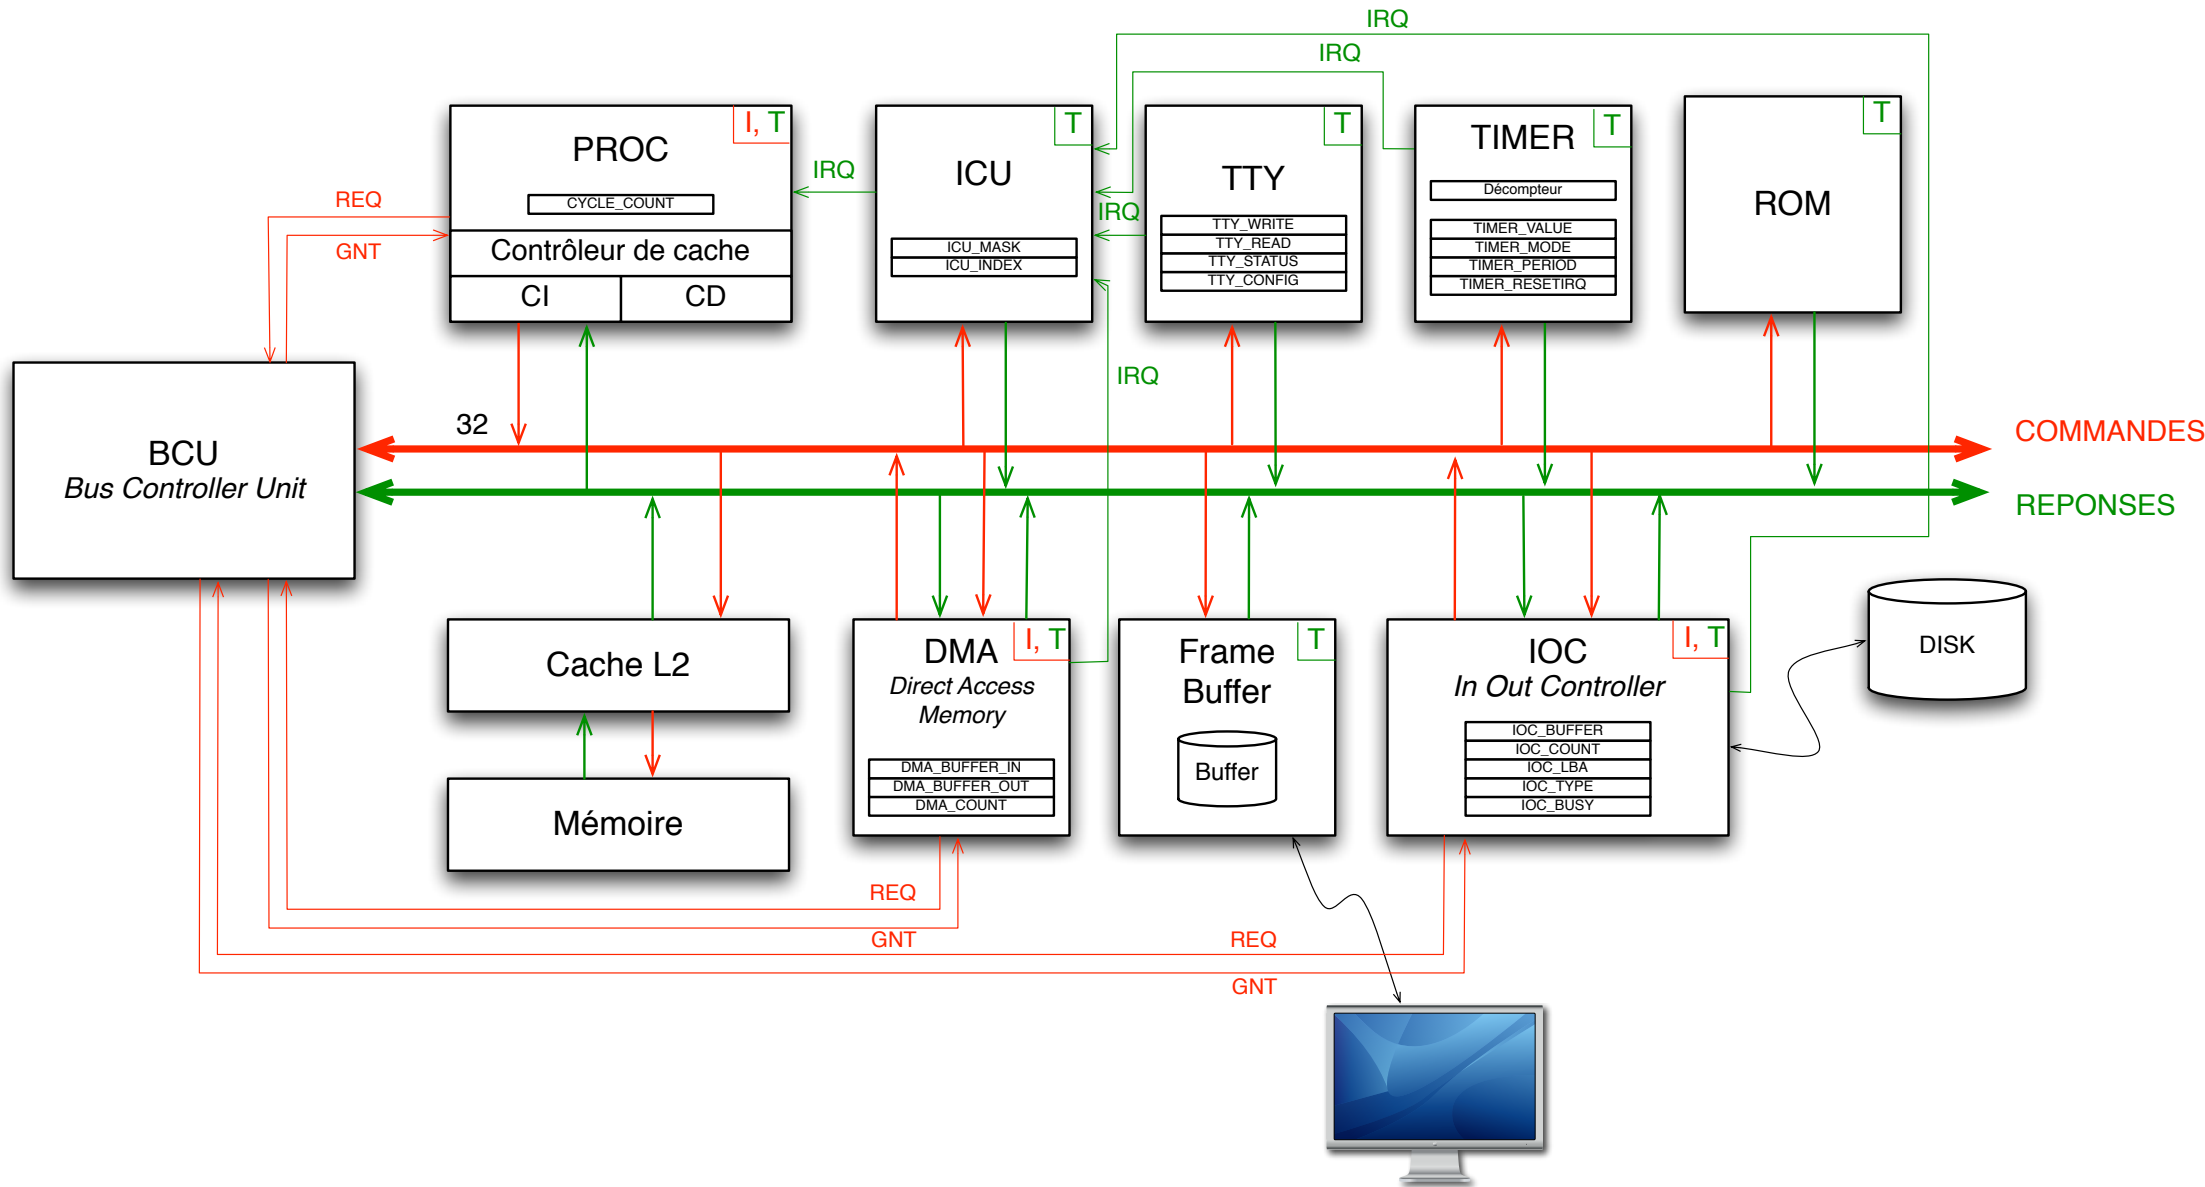 IRQ
IRQ
PROC
I, T
CYCLE_COUNT
Contrôleur de cache
CI
CD
IRQ
ICU
T
ICU_MASK
ICU_INDEX
IRQ
TTY
T
TTY_WRITE
TTY_READ
TTY_STATUS
TTY_CONFIG
TIMER
T
Décompteur
TIMER_VALUE
TIMER_MODE
TIMER_PERIOD
TIMER_RESETIRQ
ROM
T
REQ
GNT
IRQ
BCU
Bus Controller Unit
32
COMMANDES
REPONSES
Cache L2
Mémoire
DMA
I, T
Direct Access
Memory
DMA_BUFFER_IN
DMA_BUFFER_OUT
DMA_COUNT
Frame
Buffer
T
Buffer
IOC
I, T
In Out Controller
IOC_BUFFER
IOC_COUNT
IOC_LBA
IOC_TYPE
IOC_BUSY
DISK
REQ
GNT
REQ
GNT